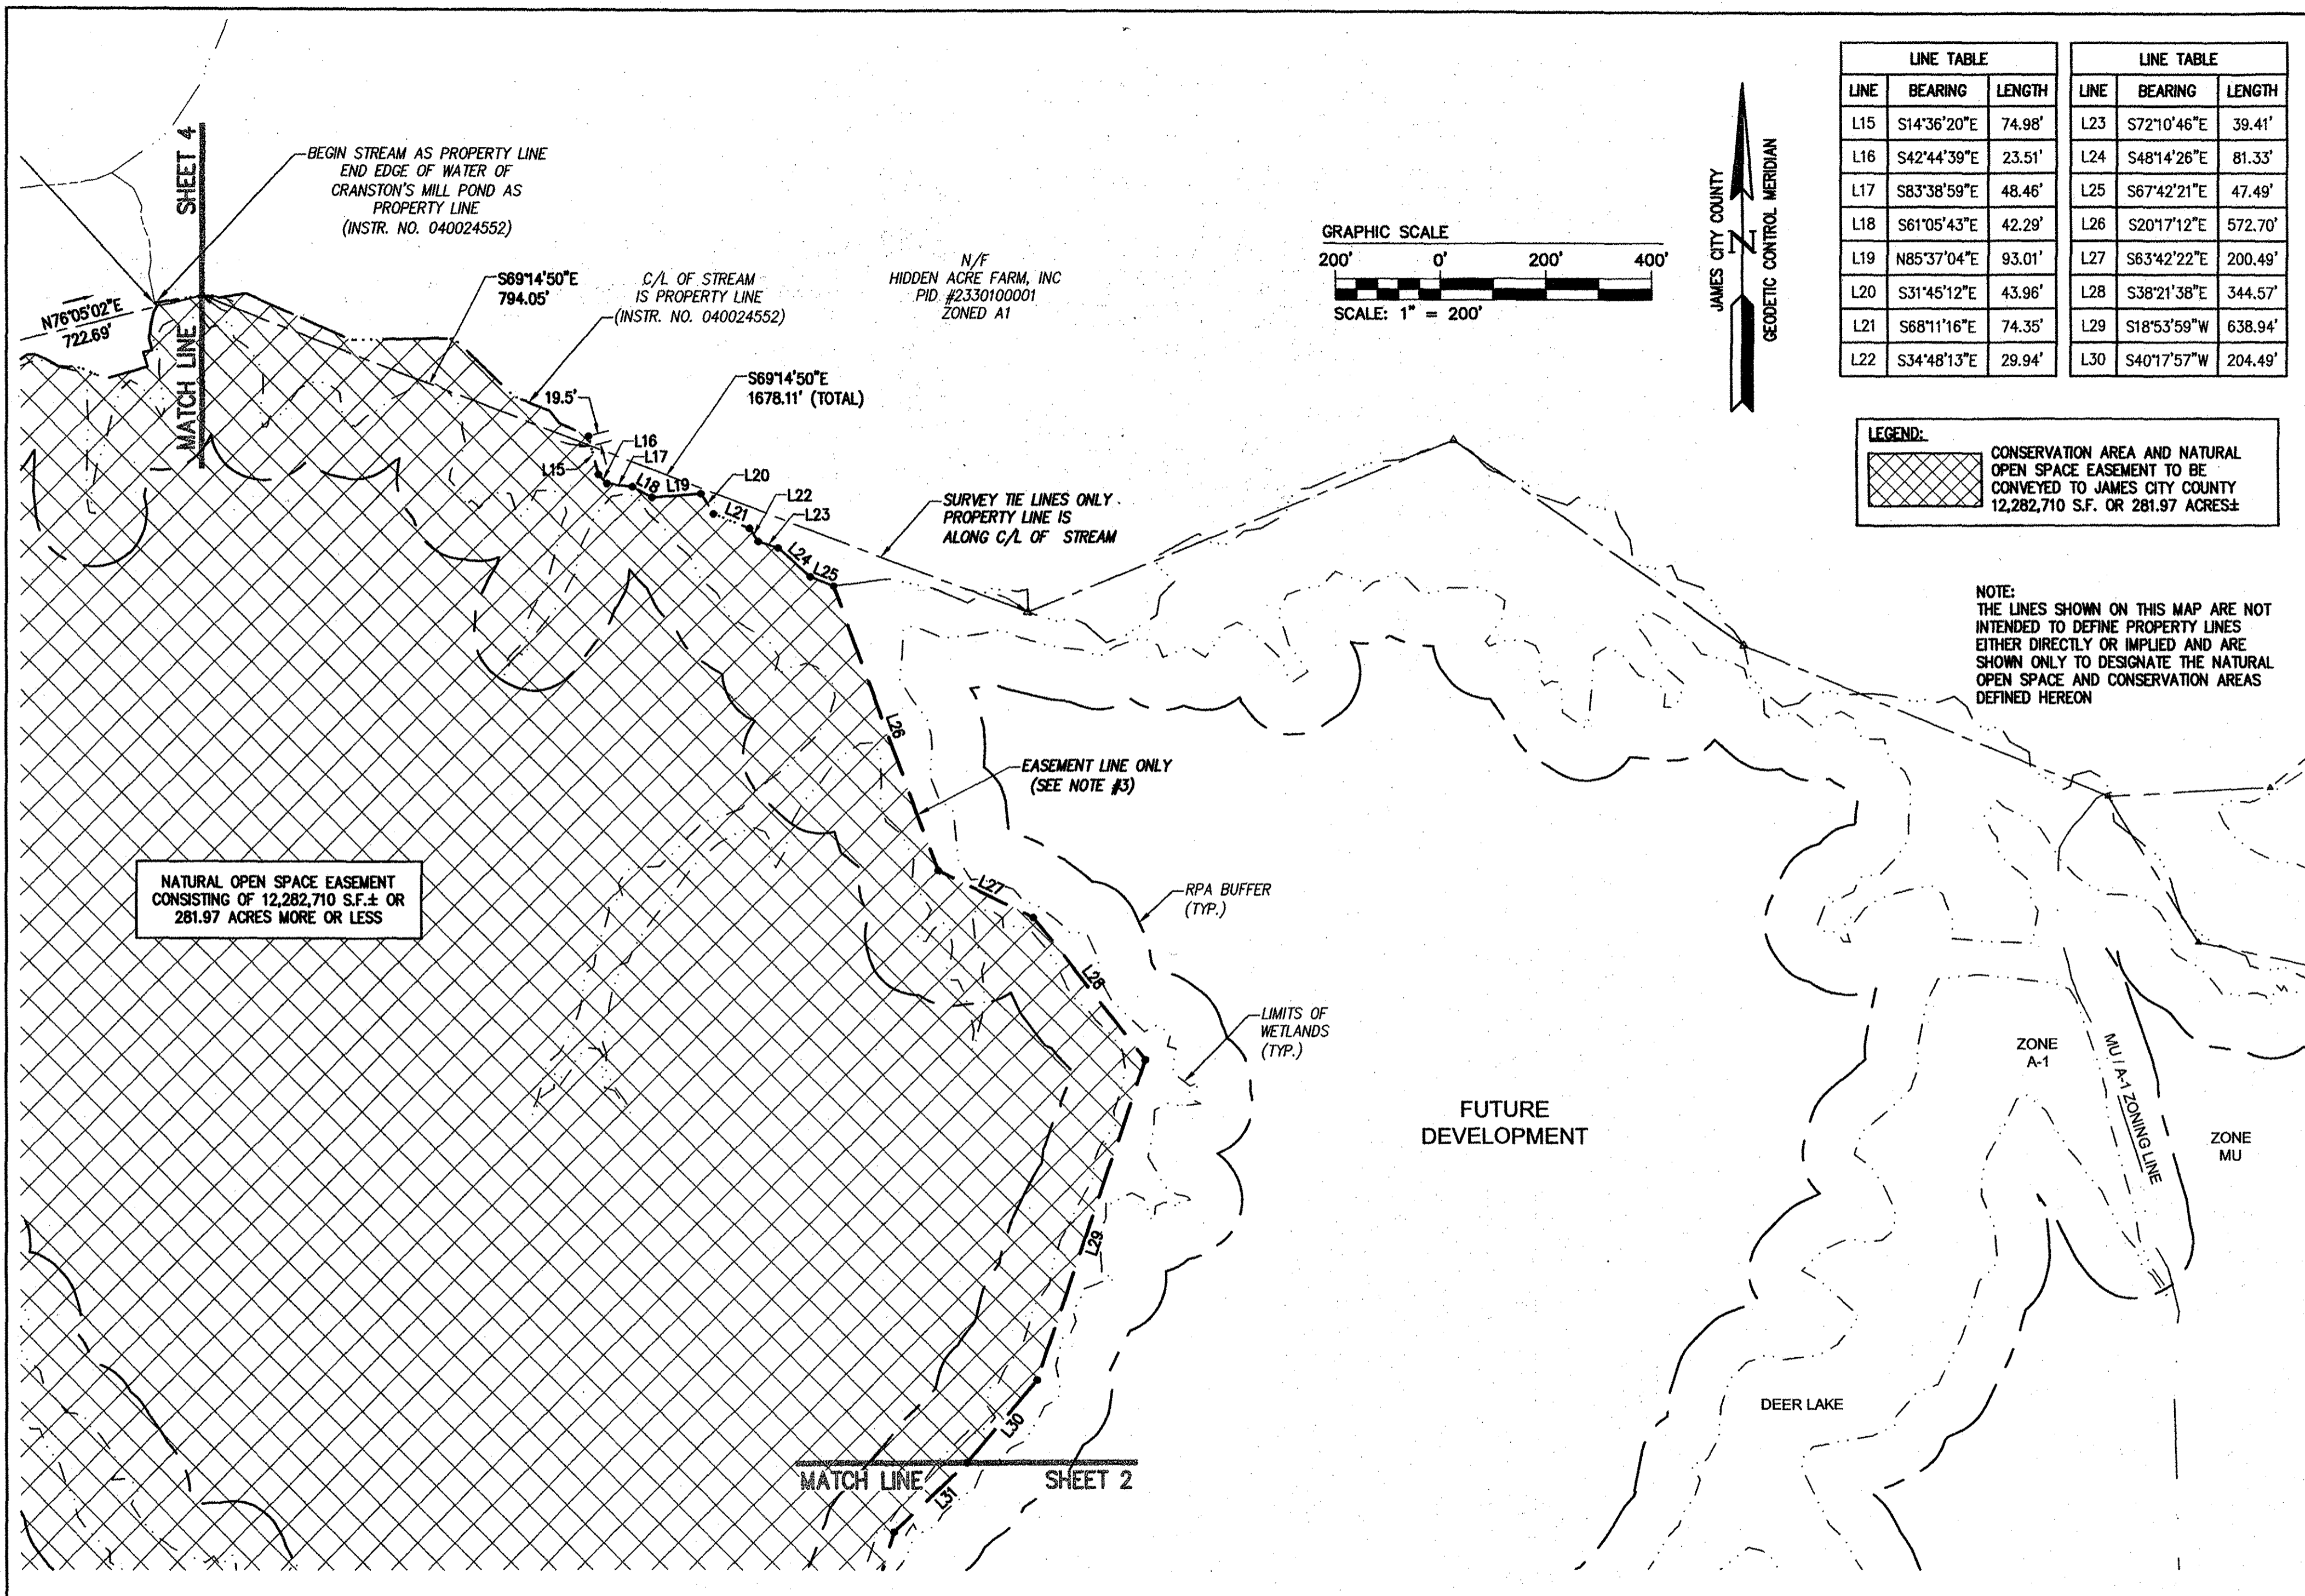 SHEET 4
MATCH LINE
BEGIN STREAM AS PROPERTY LINE
END EDGE OF WATER OF
CRANSTON'S MILL POND AS
PROPERTY LINE
(INSTR. NO. 040024552)
N76°05'02"E
722.69'
S69°14'50"E
794.05'
C/L OF STREAM
IS PROPERTY LINE
(INSTR. NO. 040024552)
N/F
HIDDEN ACRE FARM, INC
PID #2330100001
ZONED A1
GRAPHIC SCALE
200' 0' 200' 400'
SCALE: 1" = 200'
JAMES CITY COUNTY
N
GEODETIC CONTROL MERIDIAN
LINE TABLE
LINE BEARING LENGTH
L15 S14°36'20"E 74.98'
L16 S42°44'39"E 23.51'
L17 S83°38'59"E 48.46'
L18 S61°05'43"E 42.29'
L19 N85°37'04"E 93.01'
L20 S31°45'12"E 43.96'
L21 S68°11'16"E 74.35'
L22 S34°48'13"E 29.94'
LINE TABLE
LINE BEARING LENGTH
L23 S72°10'46"E 39.41'
L24 S48°14'26"E 81.33'
L25 S67°42'21"E 47.49'
L26 S20°17'12"E 572.70'
L27 S63°42'22"E 200.49'
L28 S38°21'38"E 344.57'
L29 S18°53'59"W 638.94'
L30 S40°17'57"W 204.49'
LEGEND:
CONSERVATION AREA AND NATURAL
OPEN SPACE EASEMENT TO BE
CONVEYED TO JAMES CITY COUNTY
12,282,710 S.F. OR 281.97 ACRES±
NOTE:
THE LINES SHOWN ON THIS MAP ARE NOT
INTENDED TO DEFINE PROPERTY LINES
EITHER DIRECTLY OR IMPLIED AND ARE
SHOWN ONLY TO DESIGNATE THE NATURAL
OPEN SPACE AND CONSERVATION AREAS
DEFINED HEREON
19.5'
S69°14'50"E
1678.11' (TOTAL)
L15
L16
L17
L18
L19
L20
L21
L22
L23
L24
L25
SURVEY TIE LINES ONLY
PROPERTY LINE IS
ALONG C/L OF STREAM
L26
EASEMENT LINE ONLY
(SEE NOTE #3)
NATURAL OPEN SPACE EASEMENT
CONSISTING OF 12,282,710 S.F.± OR
281.97 ACRES MORE OR LESS
L27
RPA BUFFER
(TYP.)
L28
LIMITS OF
WETLANDS
(TYP.)
FUTURE
DEVELOPMENT
ZONE
A-1
MU / A-1 ZONING LINE
ZONE
MU
L29
DEER LAKE
L30
MATCH LINE SHEET 2
L31